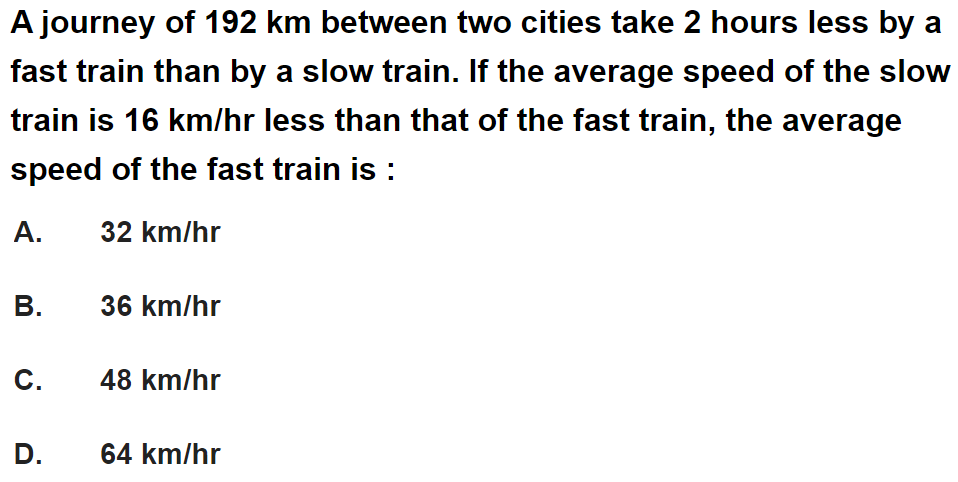 A journey of 192 km between two cities take 2 hours less by a
fast train than by a slow train. If the average speed of the slow
train is 16 km/hr less than that of the fast train, the average
speed of the fast train is :
A. 32 km/hr
B. 36 km/hr
C. 48 km/hr
D. 64 km/hr